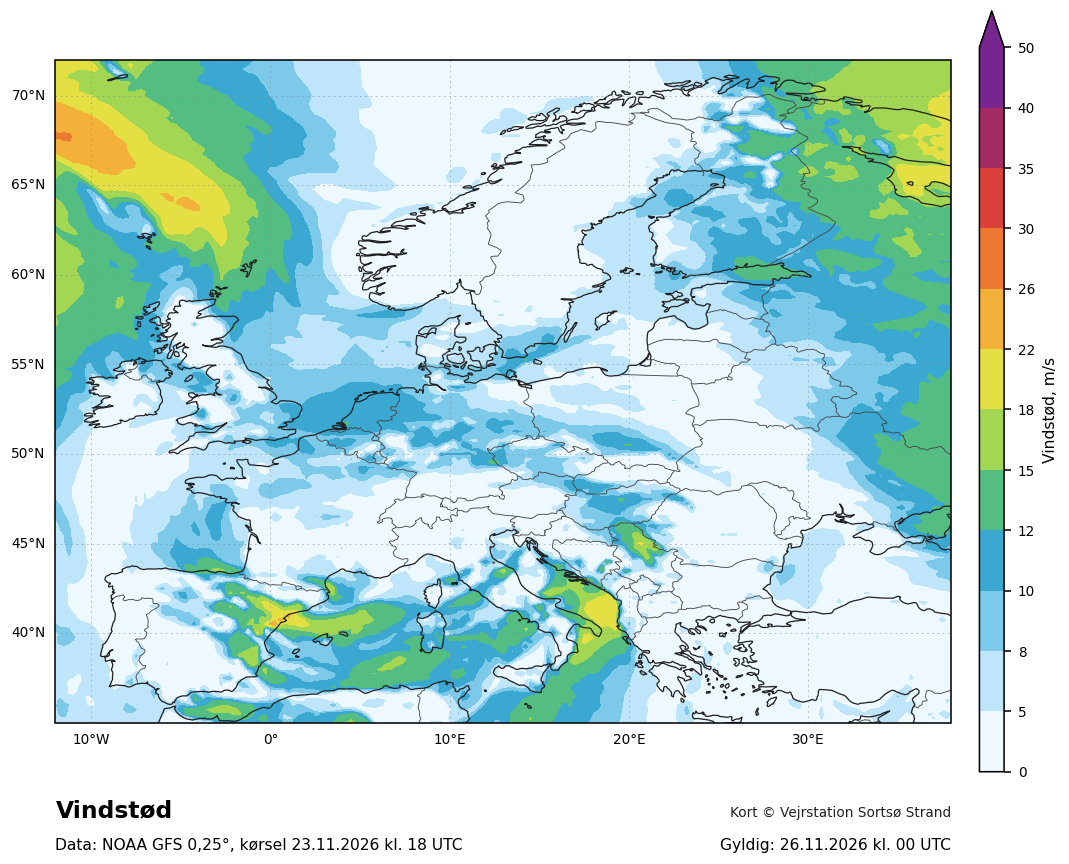 70°N
65°N
60°N
55°N
50°N
45°N
40°N
10°W
0°
10°E
20°E
30°E
50
40
35
30
26
22
18
15
12
10
8
5
0
Vindstød, m/s
Vindstød
Kort © Vejrstation Sortsø Strand
Data: NOAA GFS 0,25°, kørsel 23.11.2026 kl. 18 UTC
Gyldig: 26.11.2026 kl. 00 UTC